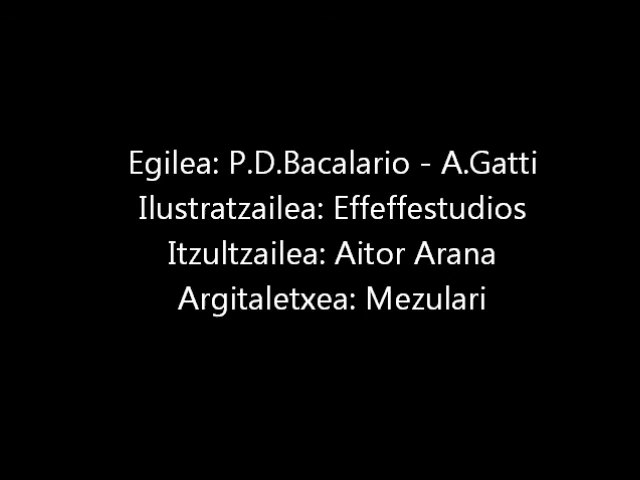 Egilea: P.D.Bacalario - A.Gatti
Ilustratzailea: Effeffestudios
Itzultzailea: Aitor Arana
Argitaletxea: Mezulari